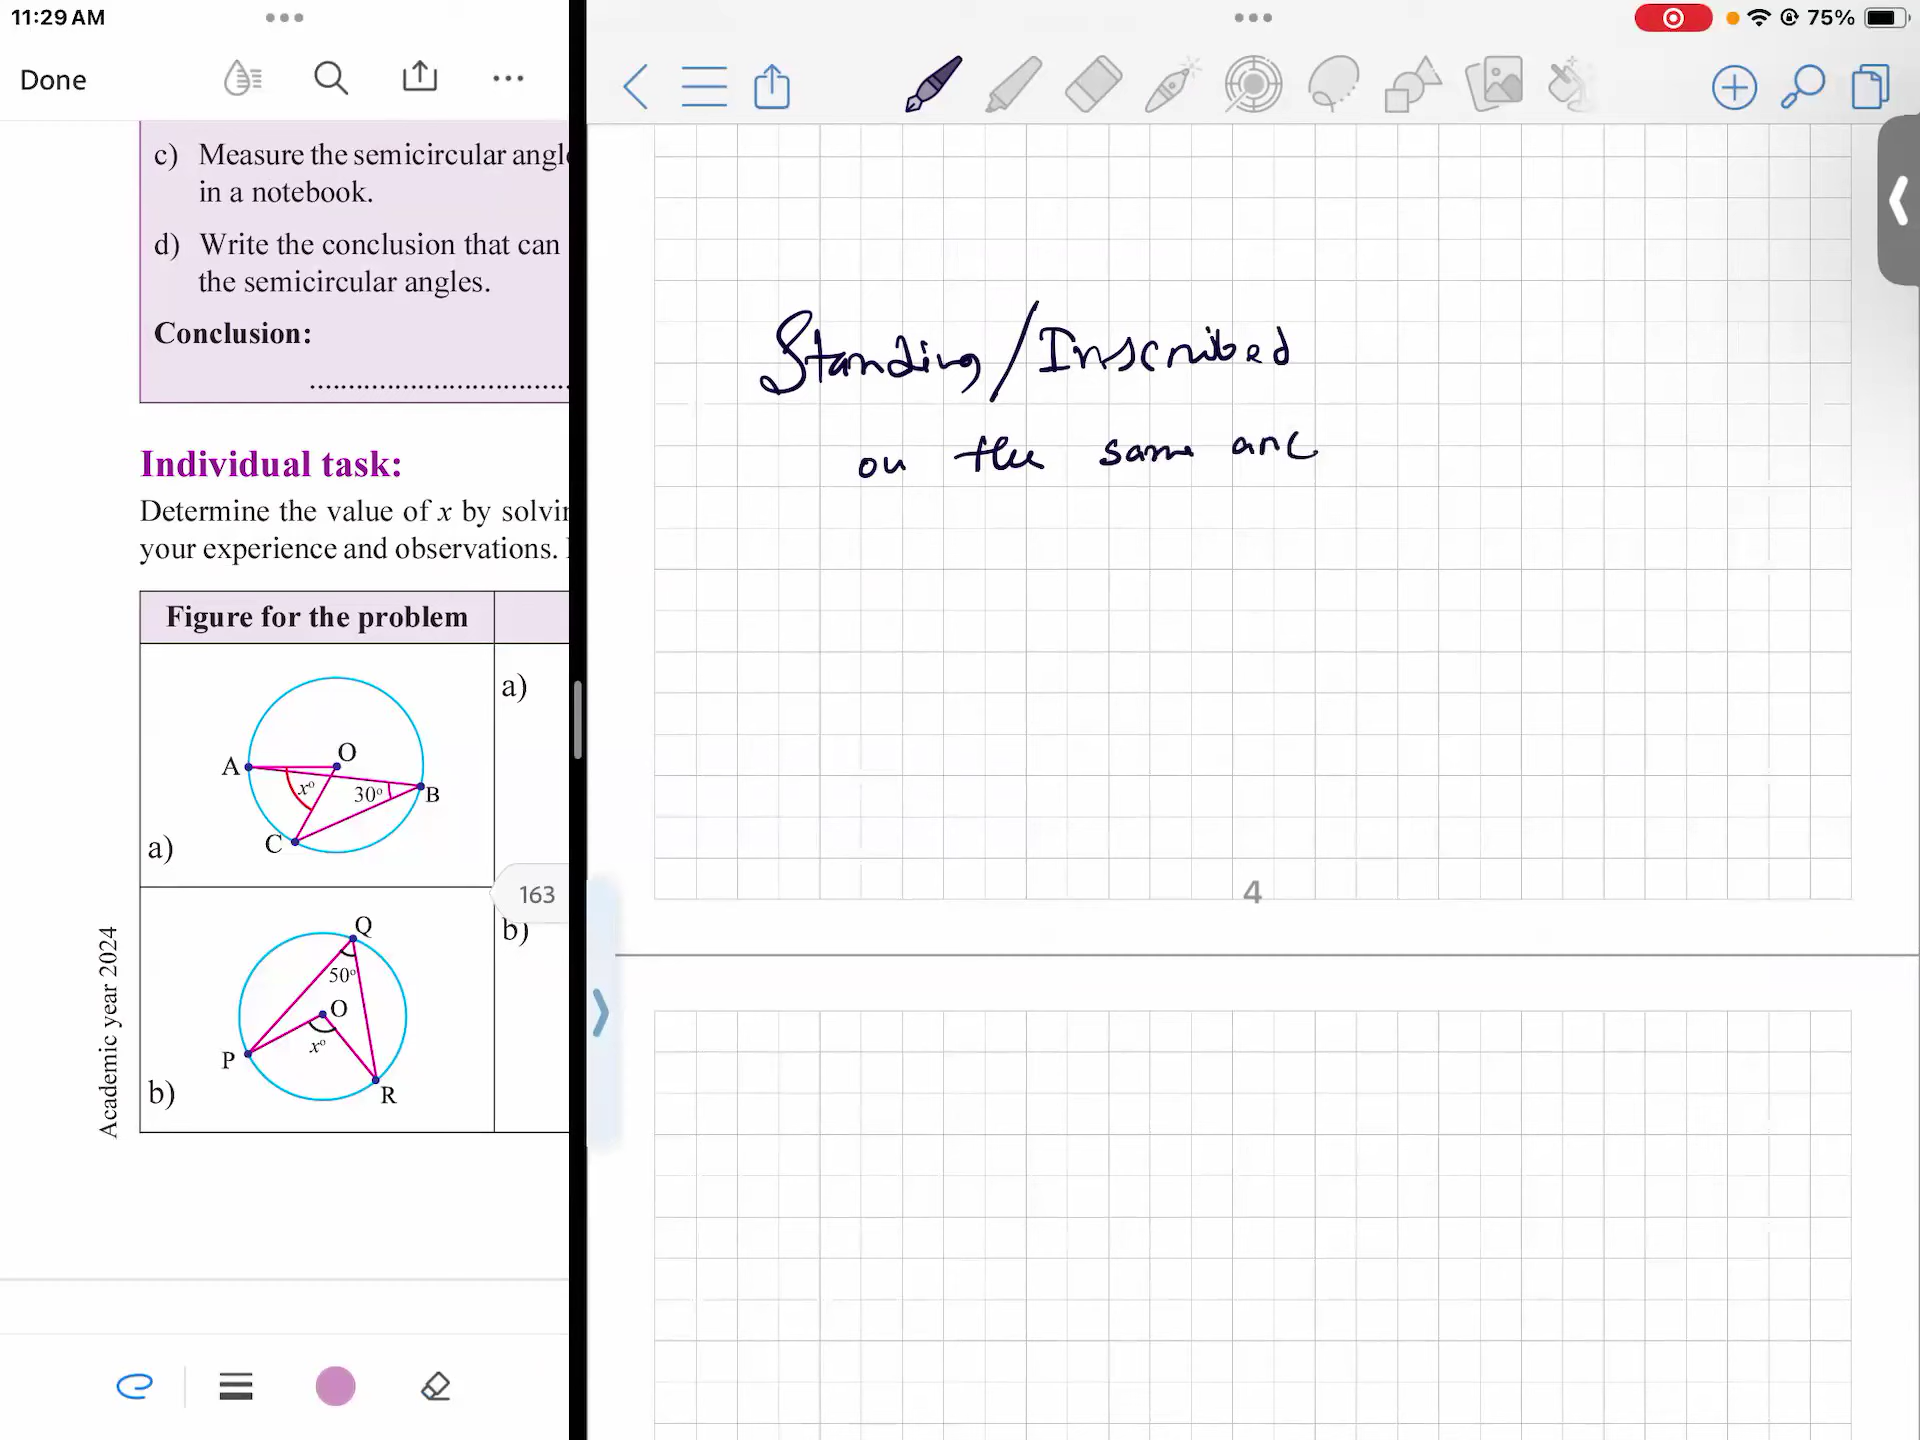 11:29 AM
75%
Done
c) Measure the semicircular angle
in a notebook.
d) Write the conclusion that can
the semicircular angles.
Conclusion:
Individual task:
Determine the value of x by solvin
your experience and observations.
Figure for the problem
a)
A
O
x°
30°
B
C
a)
163
b)
Q
50°
O
x°
P
R
b)
Academic year 2024
Standing/Inscribed
on the same arc
4